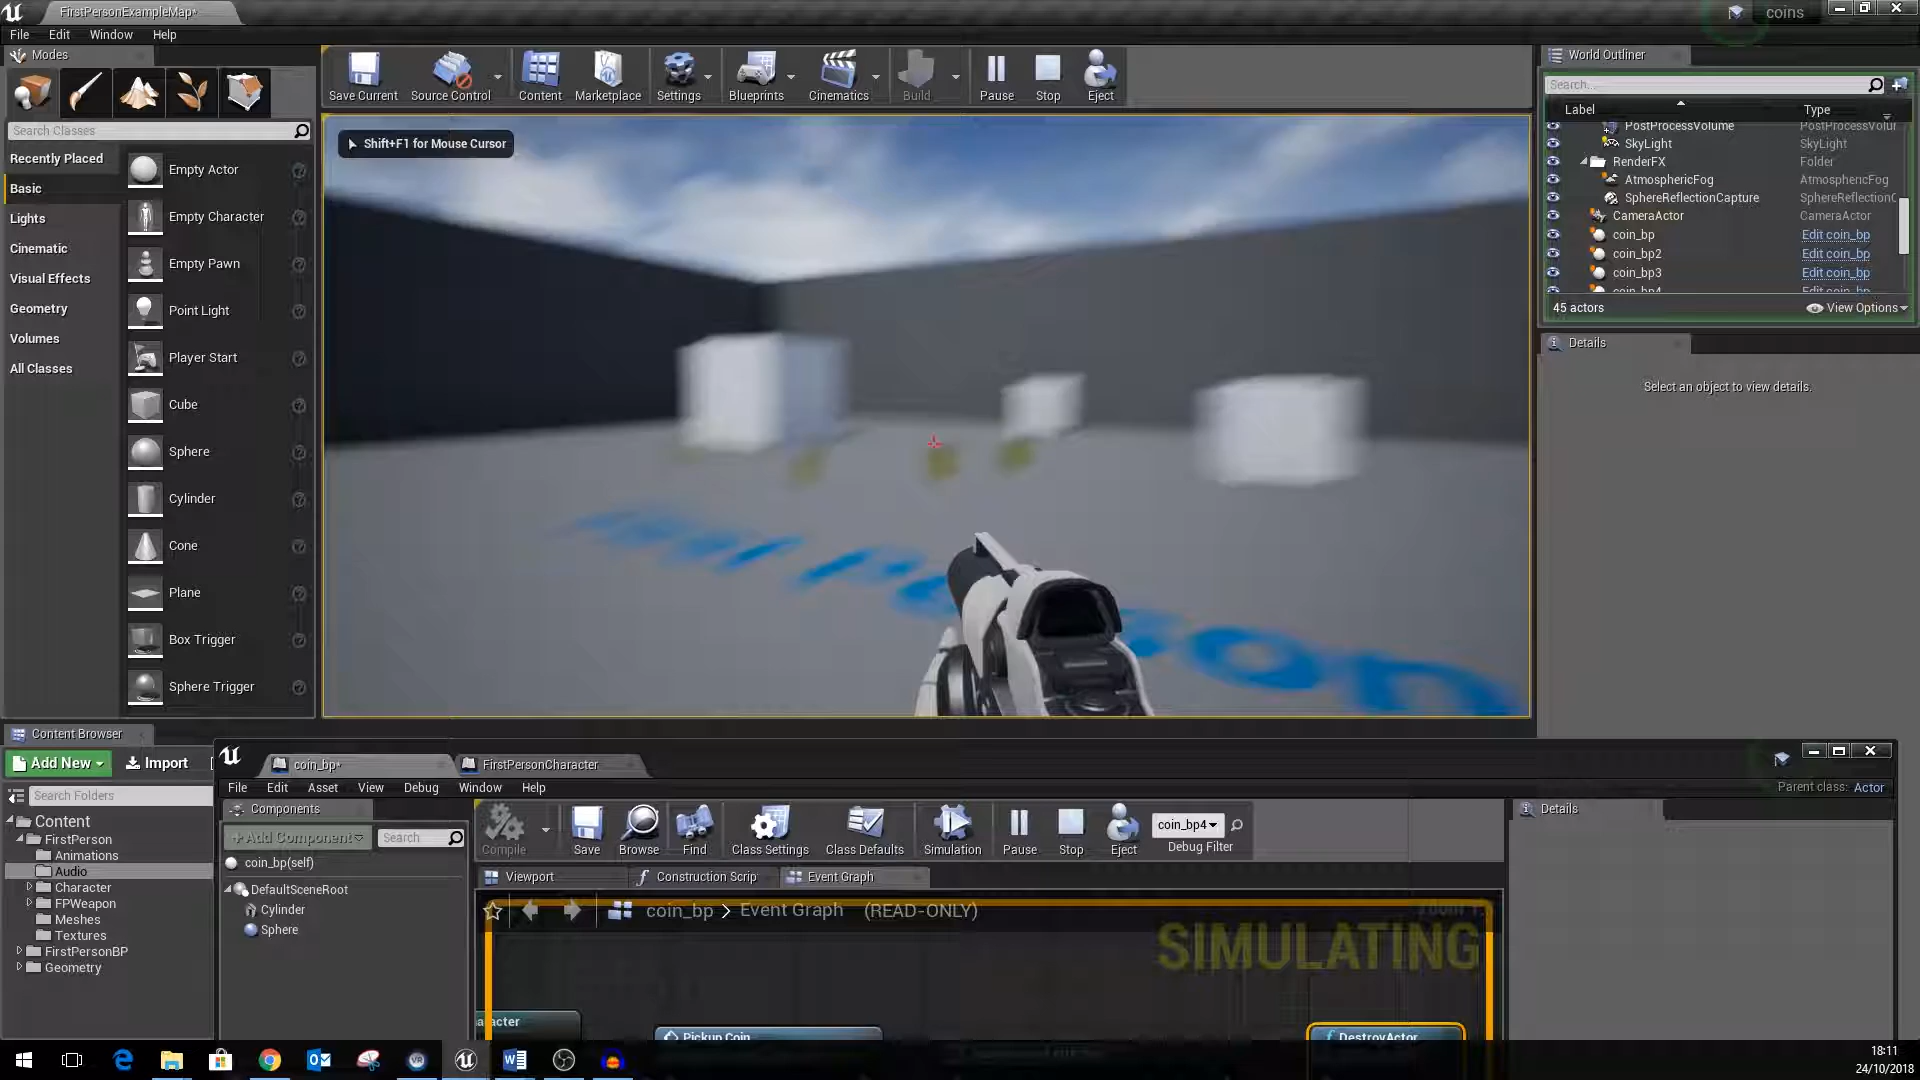 FirstPersonExampleMap*
coins
File Edit Window Help
Modes
Save Current
Source Control
Content
Marketplace
Settings
Blueprints
Cinematics
Build
Pause
Stop
Eject
World Outliner
Search...
Label
Type
Search Classes
Shift+F1 for Mouse Cursor
Recently Placed
Basic
Lights
Cinematic
Visual Effects
Geometry
Volumes
All Classes
Empty Actor
Empty Character
Empty Pawn
Point Light
Player Start
Cube
Sphere
Cylinder
Cone
Plane
Box Trigger
Sphere Trigger
PostProcessVolume
SkyLight SkyLight
RenderFX Folder
AtmosphericFog AtmosphericFog
SphereReflectionCapture SphereReflectionC
CameraActor CameraActor
coin_bp Edit coin_bp
coin_bp2 Edit coin_bp
coin_bp3 Edit coin_bp
coin_bp4 Edit coin_bp
45 actors
View Options
Details
Select an object to view details.
Content Browser
Add New
Import
Search Folders
Content
FirstPerson
Animations
Audio
Character
FPWeapon
Meshes
Textures
FirstPersonBP
Geometry
coin_bp*
FirstPersonCharacter
File Edit Asset View Debug Window Help
Parent class: Actor
Components
Add Component
Search
coin_bp(self)
DefaultSceneRoot
Cylinder
Sphere
Compile
Save
Browse
Find
Class Settings
Class Defaults
Simulation
Pause
Stop
Eject
coin_bp4
Debug Filter
Details
Viewport
Construction Scrip
Event Graph
coin_bp > Event Graph (READ-ONLY)
SIMULATING
aracter
Pickup Coin
DestroyActor
18:11
24/10/2018